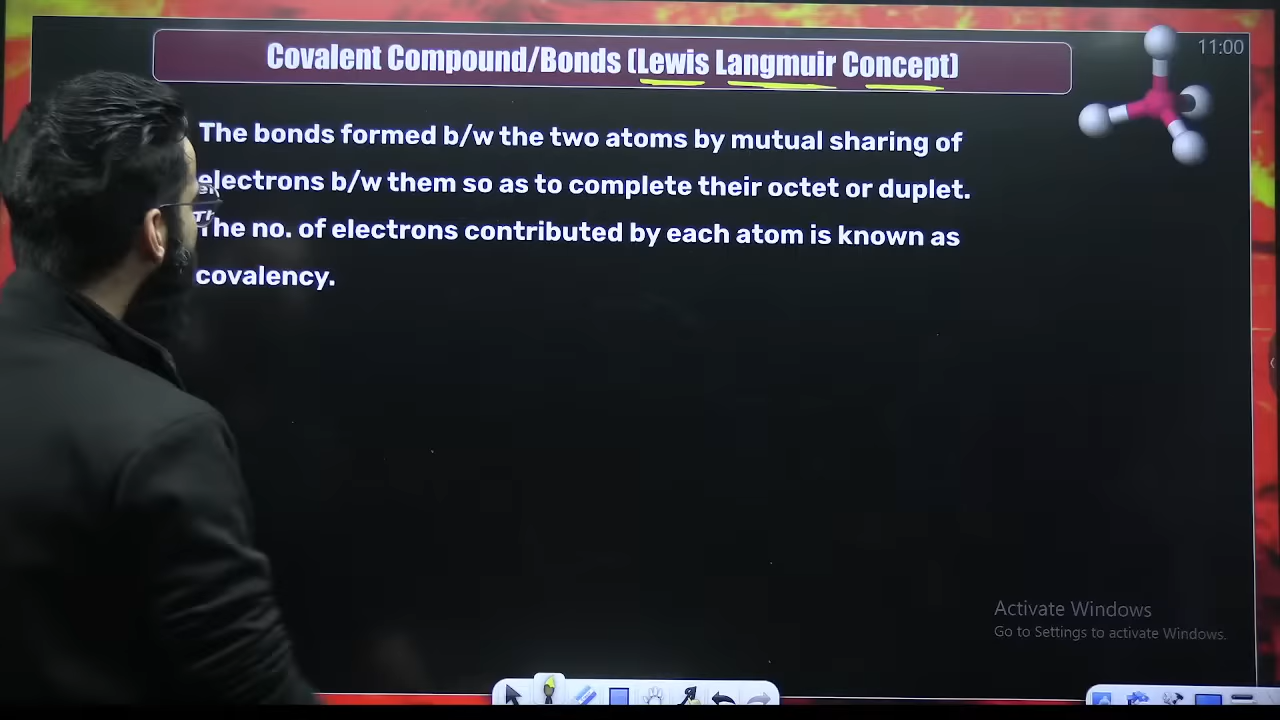 Covalent Compound/Bonds (Lewis Langmuir Concept)
11:00
The bonds formed b/w the two atoms by mutual sharing of
electrons b/w them so as to complete their octet or duplet.
The no. of electrons contributed by each atom is known as
covalency.
Activate Windows
Go to Settings to activate Windows.